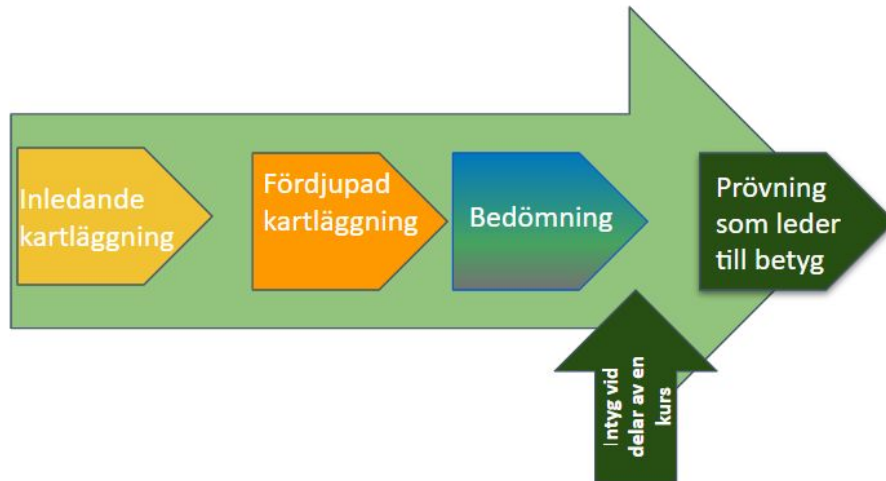 Inledande
kartläggning
Fördjupad
kartläggning
Bedömning
Prövning
som leder
till betyg
Intyg vid
delar av en
kurs